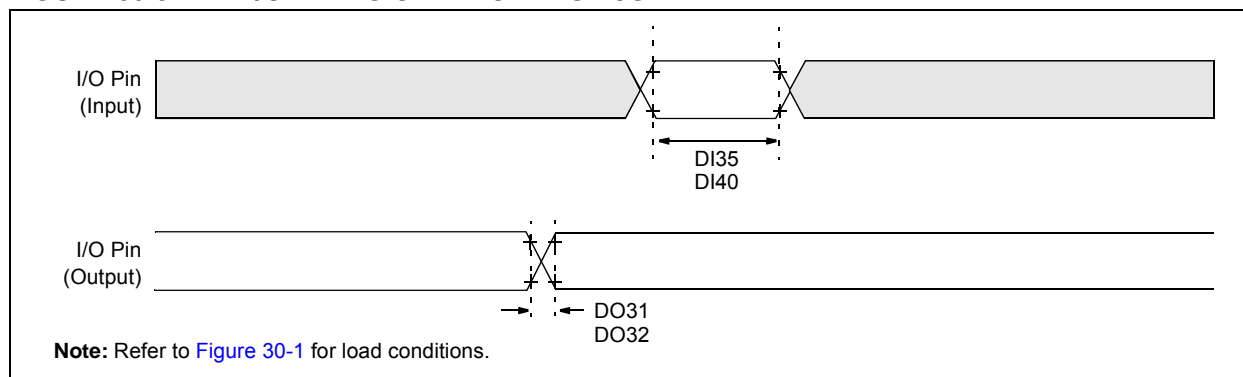 I/O Pin
(Input)
DI35
DI40
I/O Pin
(Output)
DO31
DO32
Note: Refer to Figure 30-1 for load conditions.